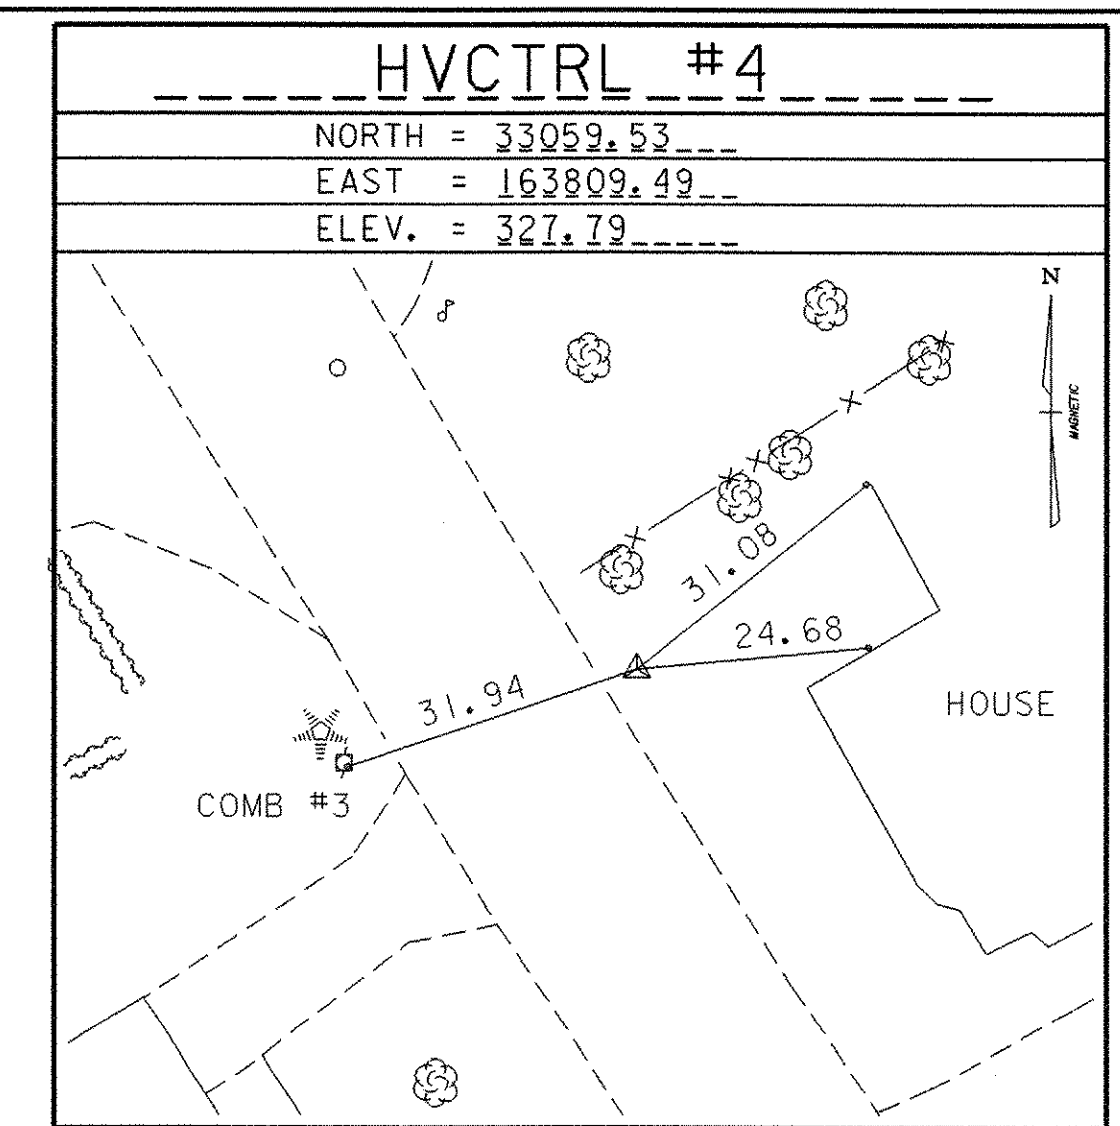 HVCTRL #4
NORTH = 33059.53
EAST = 163809.49
ELEV. = 327.79
N
MAGNETIC
31.08
24.68
31.94
HOUSE
COMB #3